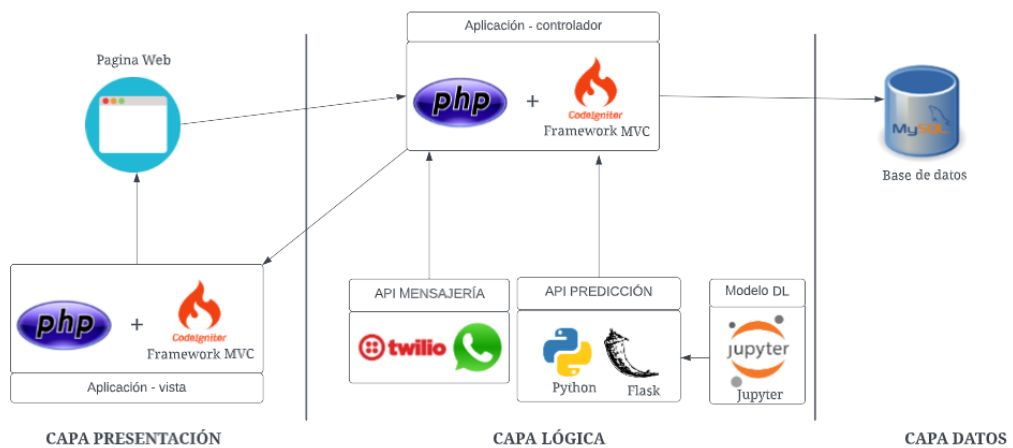 Aplicación - controlador
Pagina Web
php
+
CodeIgniter
Framework MVC
MySQL
Base de datos
API MENSAJERÍA
API PREDICCIÓN
Modelo DL
php
+
CodeIgniter
Framework MVC
twilio
Python
Flask
jupyter
Jupyter
Aplicación - vista
CAPA PRESENTACIÓN
CAPA LÓGICA
CAPA DATOS